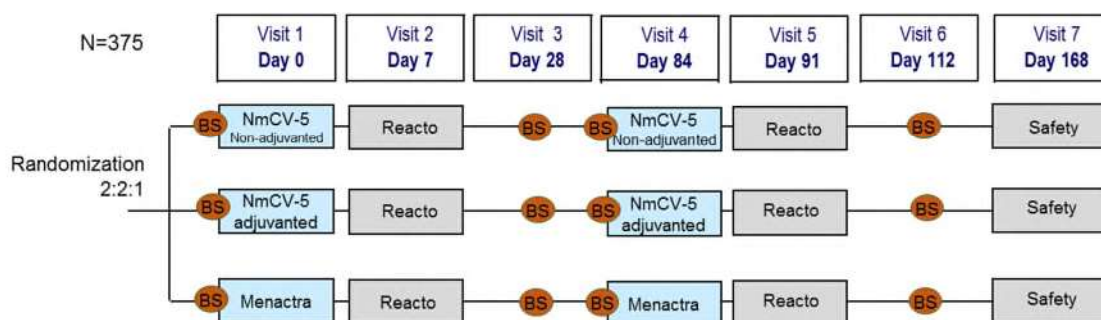 N=375
Visit 1
Day 0
Visit 2
Day 7
Visit 3
Day 28
Visit 4
Day 84
Visit 5
Day 91
Visit 6
Day 112
Visit 7
Day 168
Randomization
2:2:1
BS
NmCV-5
Non-adjuvanted
Reacto
BS
BS
NmCV-5
Non-adjuvanted
Reacto
BS
Safety
BS
NmCV-5
adjuvanted
Reacto
BS
BS
NmCV-5
adjuvanted
Reacto
BS
Safety
BS
Menactra
Reacto
BS
BS
Menactra
Reacto
BS
Safety